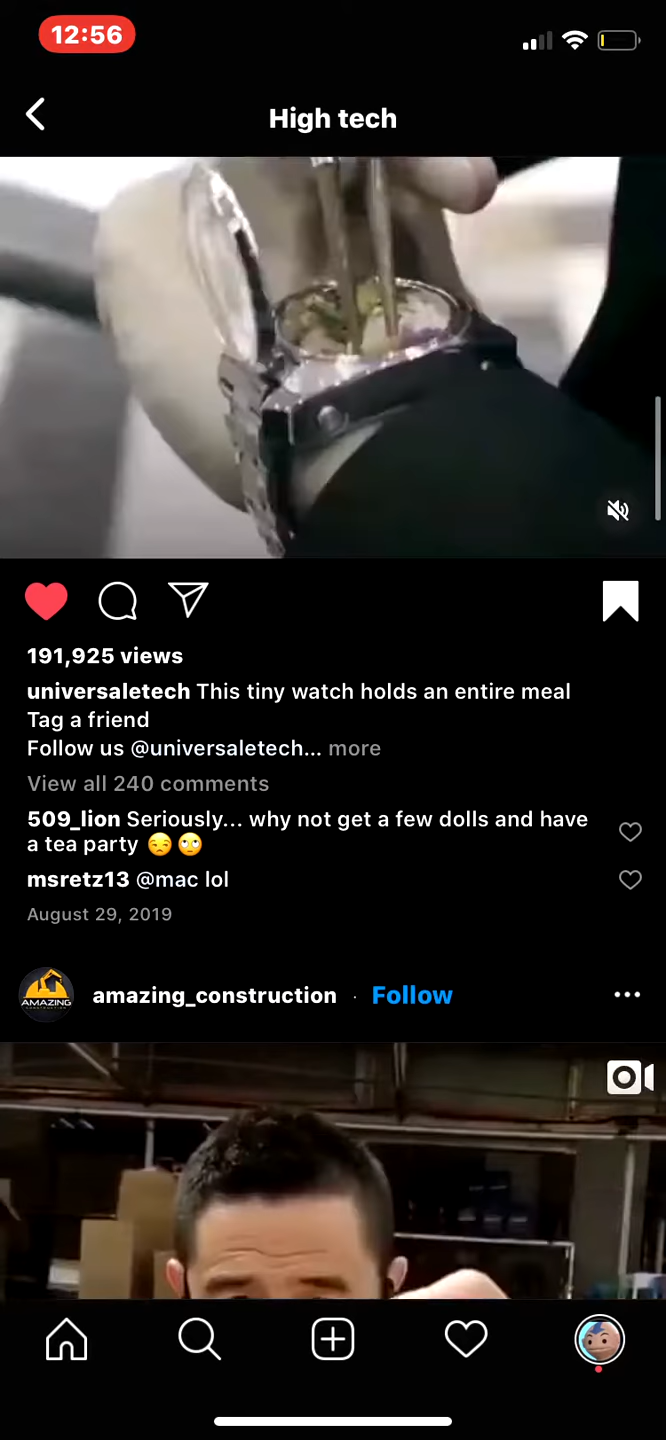 12:56
High tech
191,925 views
universaletech This tiny watch holds an entire meal
Tag a friend
Follow us @universaletech... more
View all 240 comments
509_lion Seriously... why not get a few dolls and have
a tea party 😒🙄
msretz13 @mac lol
August 29, 2019
AMAZING
amazing_construction · Follow